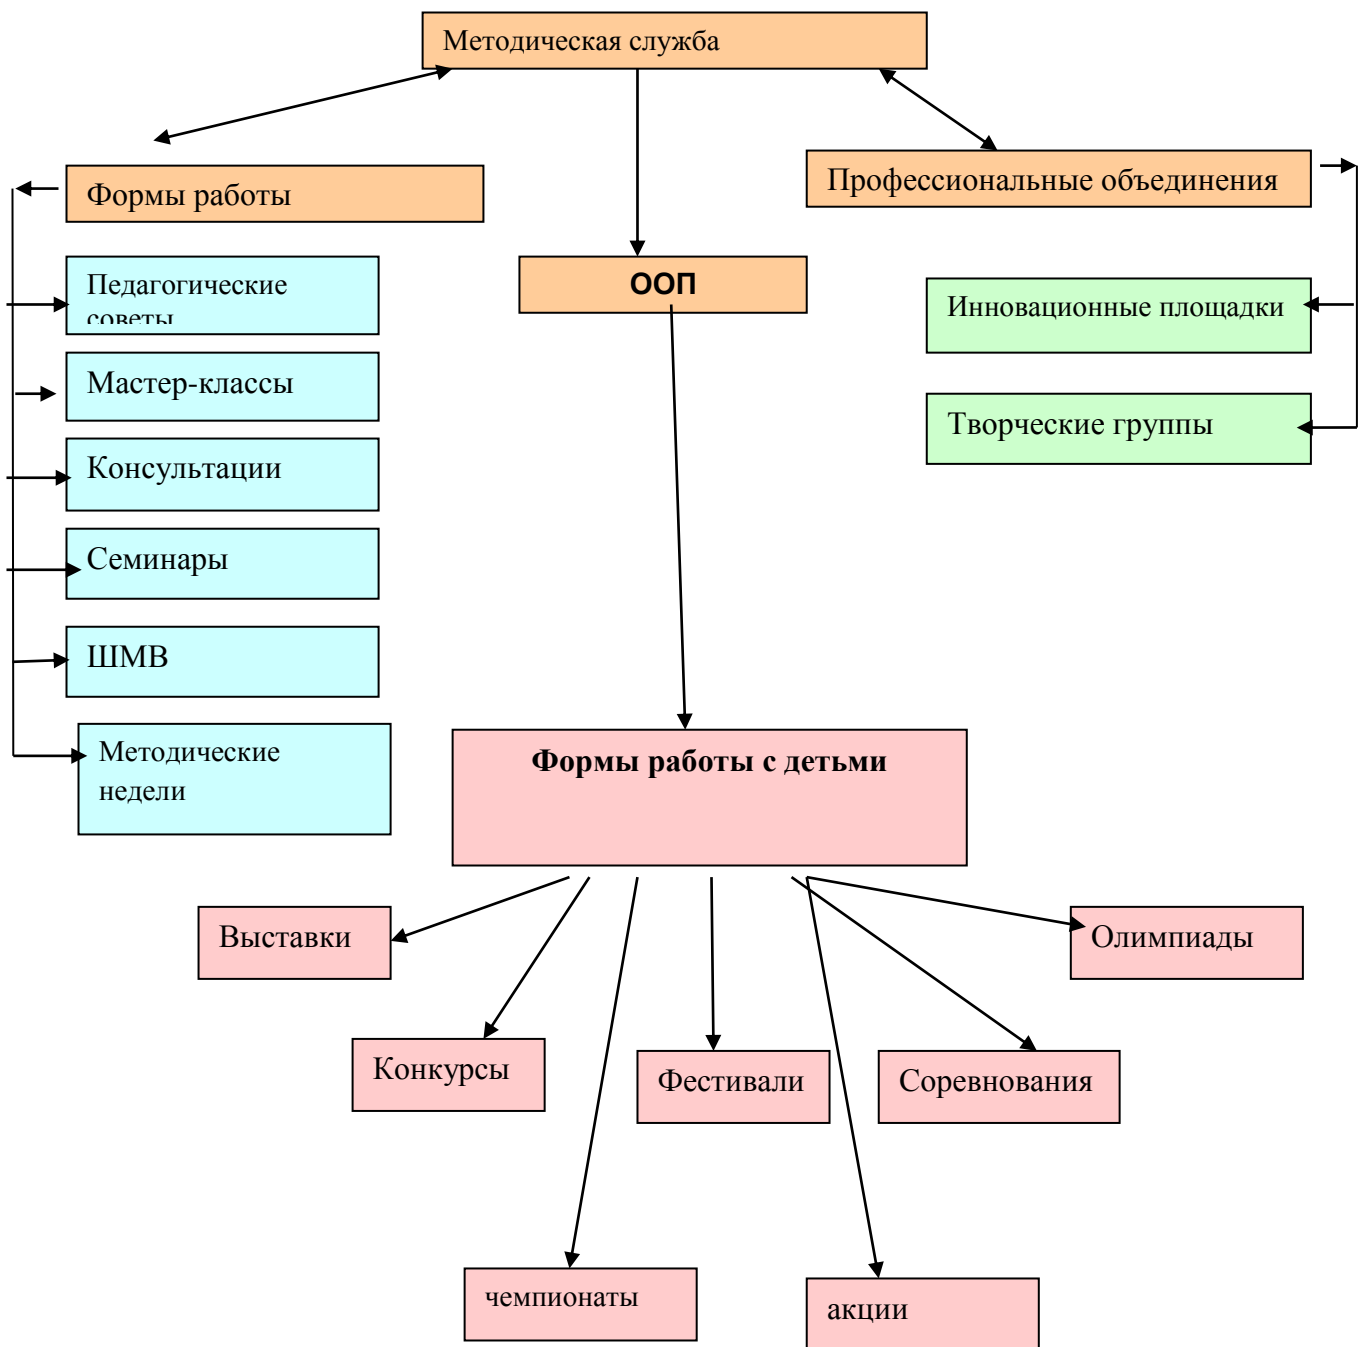 Методическая служба
Формы работы
Профессиональные объединения
ООП
Педагогические
советы
Инновационные площадки
Мастер-классы
Творческие группы
Консультации
Семинары
ШМВ
Методические
недели
Формы работы с детьми
Выставки
Олимпиады
Конкурсы
Фестивали
Соревнования
чемпионаты
акции